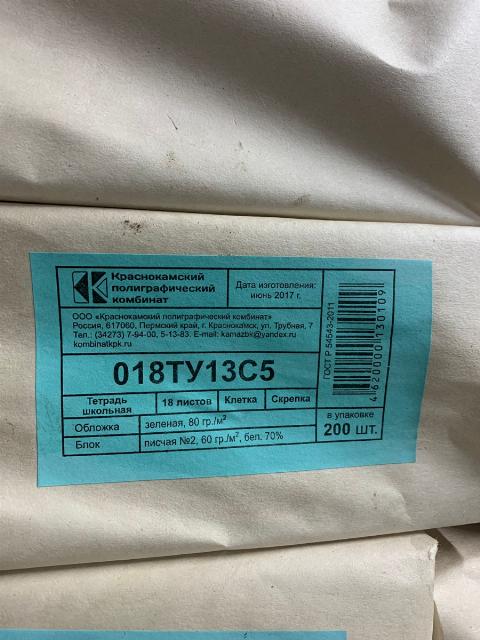 Краснокамский
полиграфический
комбинат
Дата изготовления:
июнь 2017 г.
ООО «Краснокамский полиграфический комбинат»
Россия, 617060, Пермский край, г. Краснокамск, ул. Трубная, 7
Тел.: (34273) 7-94-00, 5-13-83. E-mail: kamazbk@yandex.ru
kombinatkpk.ru
018ТУ13С5
Тетрадь
школьная
18 листов
Клетка
Скрепка
Обложка
зеленая, 80 гр./м²
Блок
писчая №2, 60 гр./м², бел. 70%
ГОСТ Р 54543-2011
4620000130109
в упаковке
200 шт.